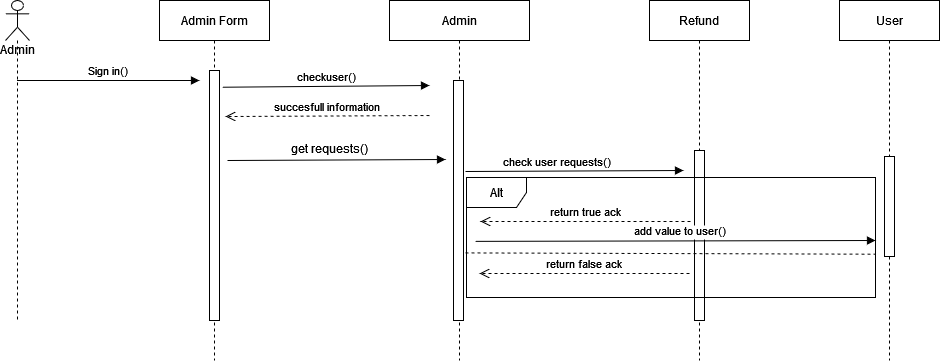 Admin Form
Admin
Refund
User
Admin
Sign in()
checkuser()
succesfull information
get requests()
check user requests()
Alt
return true ack
add value to user()
return false ack